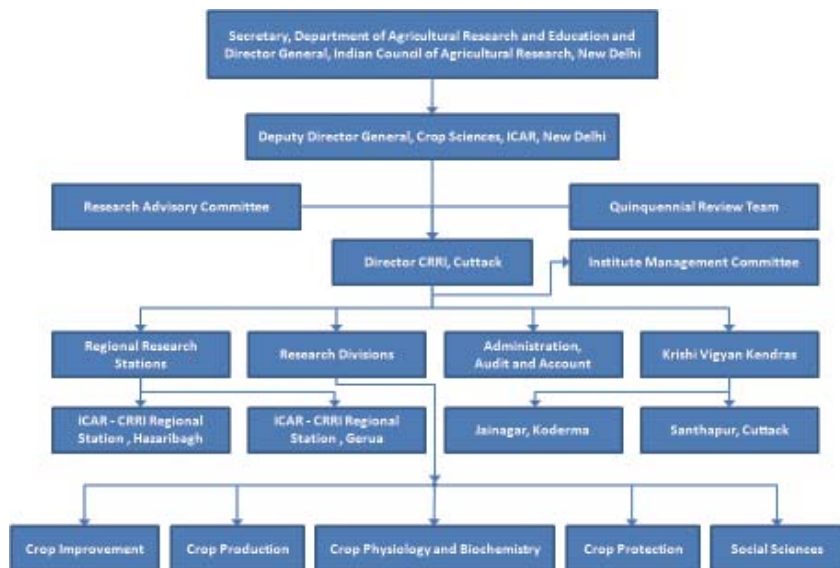 Secretary, Department of Agricultural Research and Education and
Director General, Indian Council of Agricultural Research, New Delhi
Deputy Director General, Crop Sciences, ICAR, New Delhi
Research Advisory Committee
Quinquennial Review Team
Director CRRI, Cuttack
Institute Management Committee
Regional Research
Stations
Research Divisions
Administration,
Audit and Account
Krishi Vigyan Kendras
ICAR - CRRI Regional
Station , Hazaribagh
ICAR - CRRI Regional
Station , Gerua
Jainagar, Koderma
Santhapur, Cuttack
Crop Improvement
Crop Production
Crop Physiology and Biochemistry
Crop Protection
Social Sciences